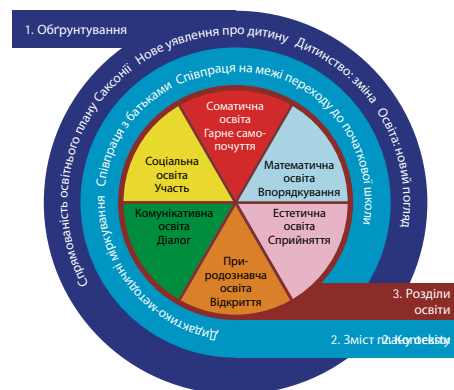 1. Обґрунтування
Спрямованість освітнього плану Саксонії
Нове уявлення про дитину
Дитинство: зміна
Освіта: новий погляд
Дидактико-методичні міркування
Співпраця з батьками
Співпраця на межі переходу до початкової школи
Соматична
освіта
Гарне само-
почуття
Соціальна
освіта
Участь
Математична
освіта
Впорядкування
Комунікативна
освіта
Діалог
Естетична
освіта
Сприйняття
При-
родознавча
освіта
Відкриття
3. Розділи
освіти
2. Зміст
2. Контексти